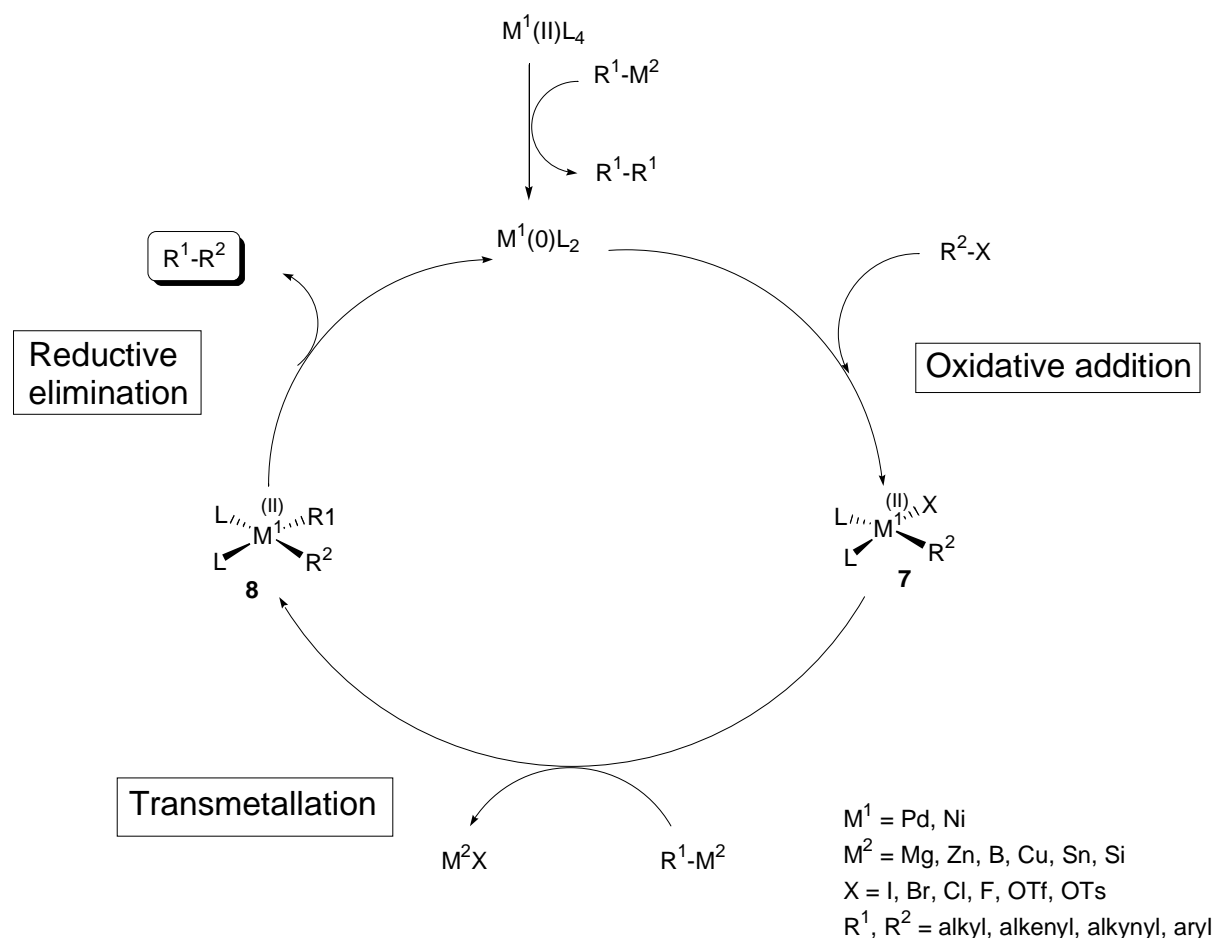 M¹(II)L₄
R¹-M²
R¹-R¹
M¹(0)L₂
R¹-R²
R²-X
Reductive
elimination
Oxidative addition
(II)
L
M¹
R1
L
R²
8
(II)
L
M¹
X
L
R²
7
Transmetallation
M²X
R¹-M²
M¹ = Pd, Ni
M² = Mg, Zn, B, Cu, Sn, Si
X = I, Br, Cl, F, OTf, OTs
R¹, R² = alkyl, alkenyl, alkynyl, aryl